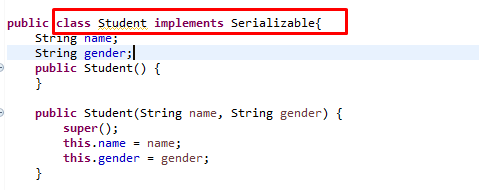 public class Student implements Serializable{
String name;
String gender;
public Student() {
}
public Student(String name, String gender) {
super();
this.name = name;
this.gender = gender;
}